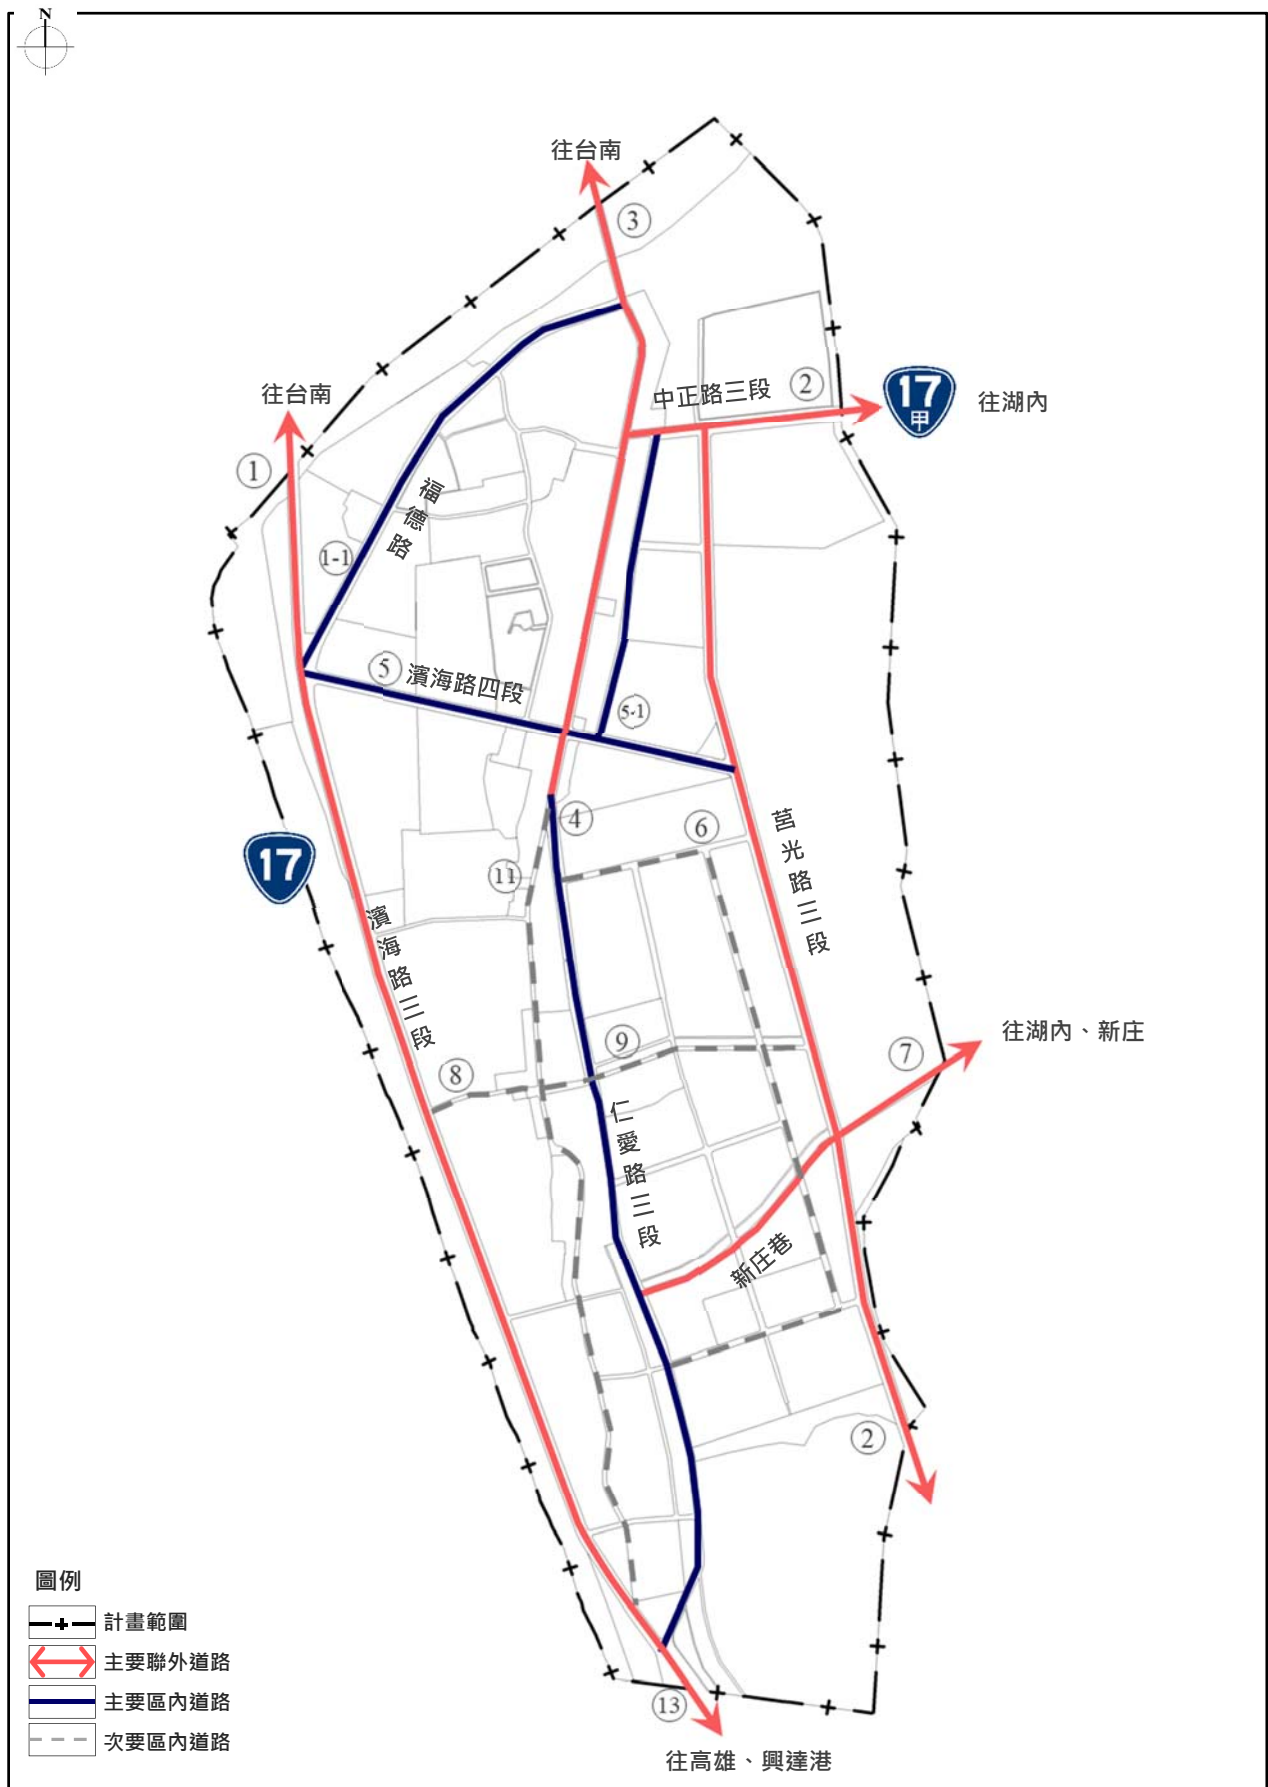 N
往台南
3
往台南
中正路三段
2
17
甲
往湖內
1
福德路
1-1
5
濱海路四段
5-1
4
6
莒光路三段
17
11
濱海路三段
9
往湖內、新庄
7
8
仁愛路三段
新庄巷
2
圖例
計畫範圍
主要聯外道路
主要區內道路
次要區內道路
13
往高雄、興達港